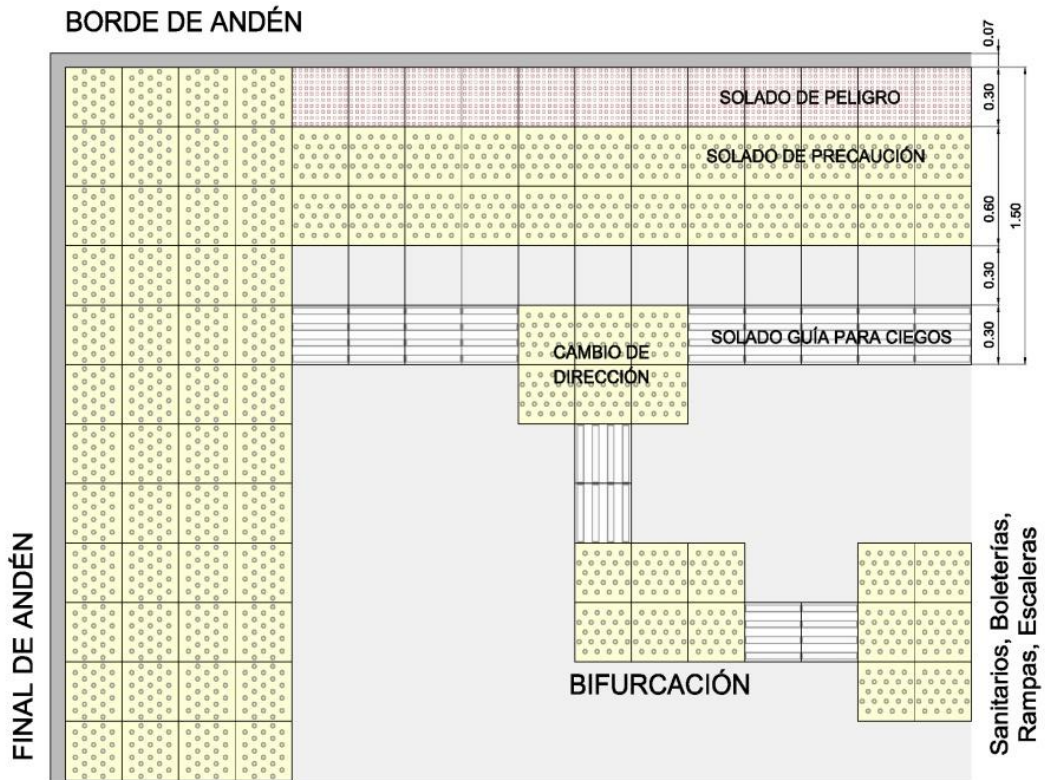 BORDE DE ANDÉN
0.07
SOLADO DE PELIGRO
0.30
SOLADO DE PRECAUCIÓN
0.60
1.50
0.30
SOLADO GUÍA PARA CIEGOS
0.30
CAMBIO DE
DIRECCIÓN
FINAL DE ANDÉN
BIFURCACIÓN
Sanitarios, Boleterías,
Rampas, Escaleras